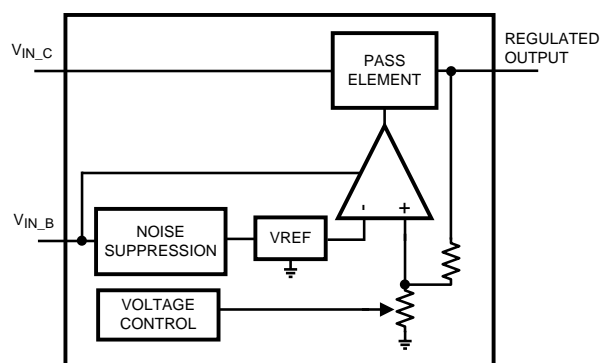 V_IN_C
PASS
ELEMENT
REGULATED
OUTPUT
- +
V_IN_B
NOISE
SUPPRESSION
VREF
VOLTAGE
CONTROL